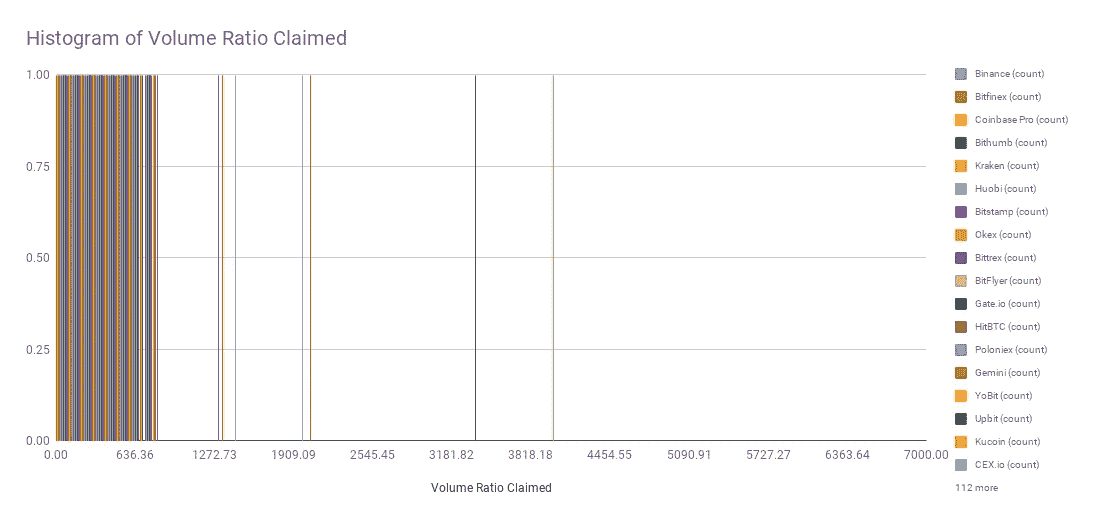 Histogram of Volume Ratio Claimed
1.00
0.75
0.50
0.25
0.00
0.00 636.36 1272.73 1909.09 2545.45 3181.82 3818.18 4454.55 5090.91 5727.27 6363.64 7000.00
Volume Ratio Claimed
Binance (count)
Bitfinex (count)
Coinbase Pro (count)
Bithumb (count)
Kraken (count)
Huobi (count)
Bitstamp (count)
Okex (count)
Bittrex (count)
BitFlyer (count)
Gate.io (count)
HitBTC (count)
Poloniex (count)
Gemini (count)
YoBit (count)
Upbit (count)
Kucoin (count)
CEX.io (count)
112 more